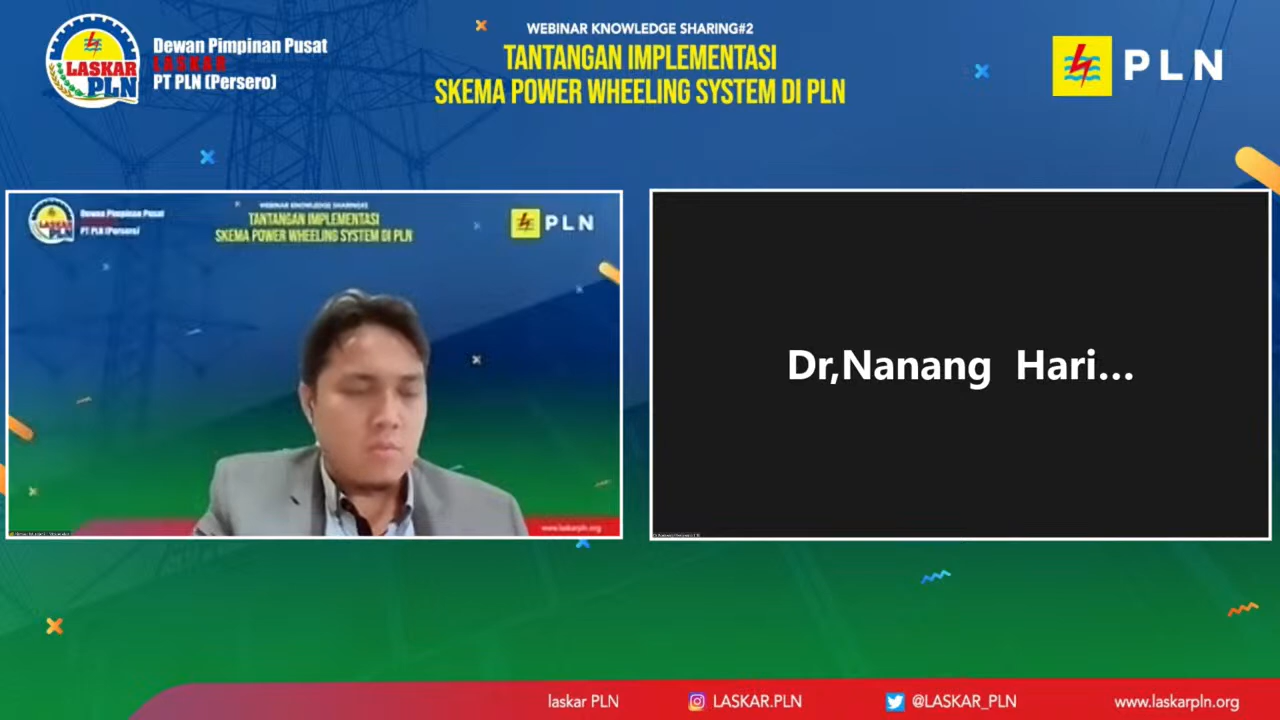 LASKAR
PLN
Dewan Pimpinan Pusat
LASKAR
PT PLN (Persero)
WEBINAR KNOWLEDGE SHARING#2
TANTANGAN IMPLEMENTASI
SKEMA POWER WHEELING SYSTEM DI PLN
PLN
LASKAR
PLN
Dewan Pimpinan Pusat
PT PLN (Persero)
WEBINAR KNOWLEDGE SHARING#2
TANTANGAN IMPLEMENTASI
SKEMA POWER WHEELING SYSTEM DI PLN
PLN
www.laskarpln.org
Dr,Nanang Hari...
laskar PLN
LASKAR.PLN
@LASKAR_PLN
www.laskarpln.org